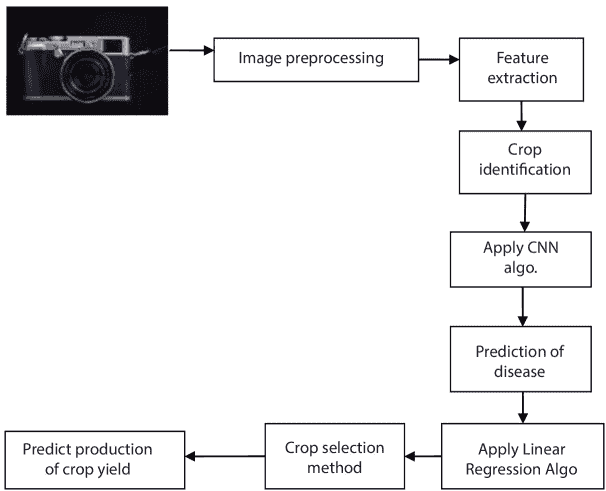 Image preprocessing
Feature
extraction
Crop
identification
Apply CNN
algo.
Prediction of
disease
Apply Linear
Regression Algo
Crop selection
method
Predict production
of crop yield